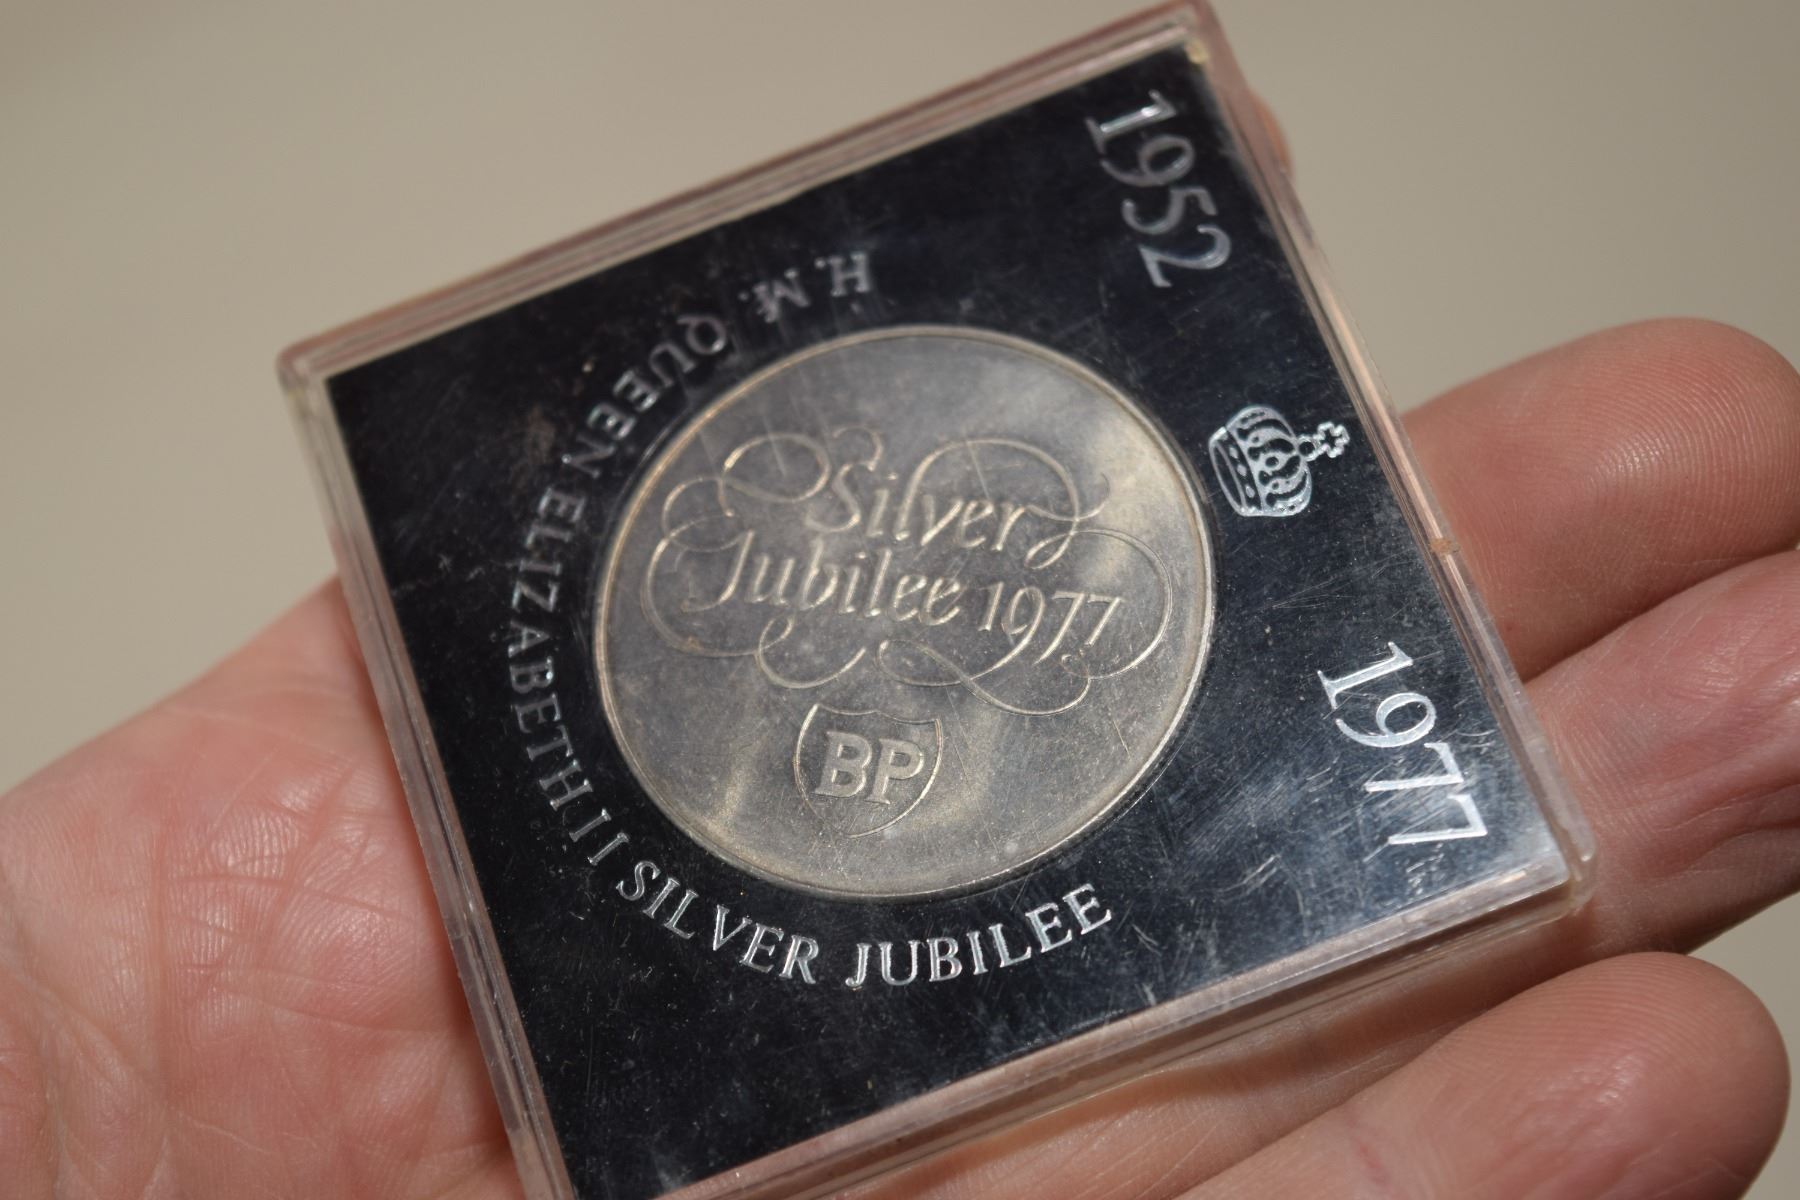 1952
1977
H.M. QUEEN ELIZABETH II SILVER JUBILEE
Silver
Jubilee 1977
BP